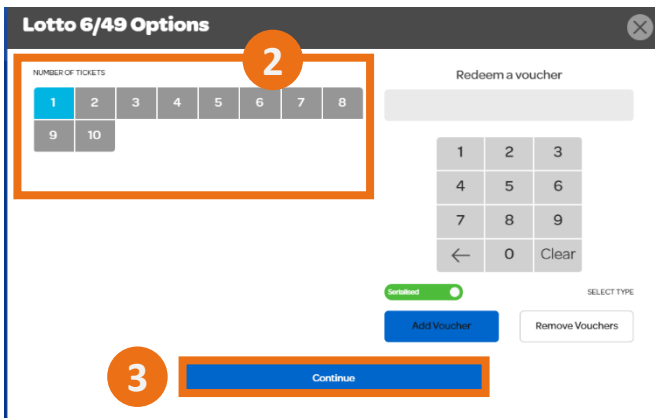 Lotto 6/49 Options
2
NUMBER OF TICKETS
1 2 3 4 5 6 7 8
9 10
Redeem a voucher
1 2 3
4 5 6
7 8 9
← 0 Clear
Serialised
SELECT TYPE
Add Voucher
Remove Vouchers
3
Continue